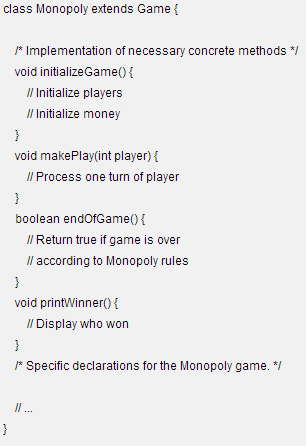 class Monopoly extends Game {
/* Implementation of necessary concrete methods */
void initializeGame() {
// Initialize players
// Initialize money
}
void makePlay(int player) {
// Process one turn of player
}
boolean endOfGame() {
// Return true if game is over
// according to Monopoly rules
}
void printWinner() {
// Display who won
}
/* Specific declarations for the Monopoly game. */
// ...
}